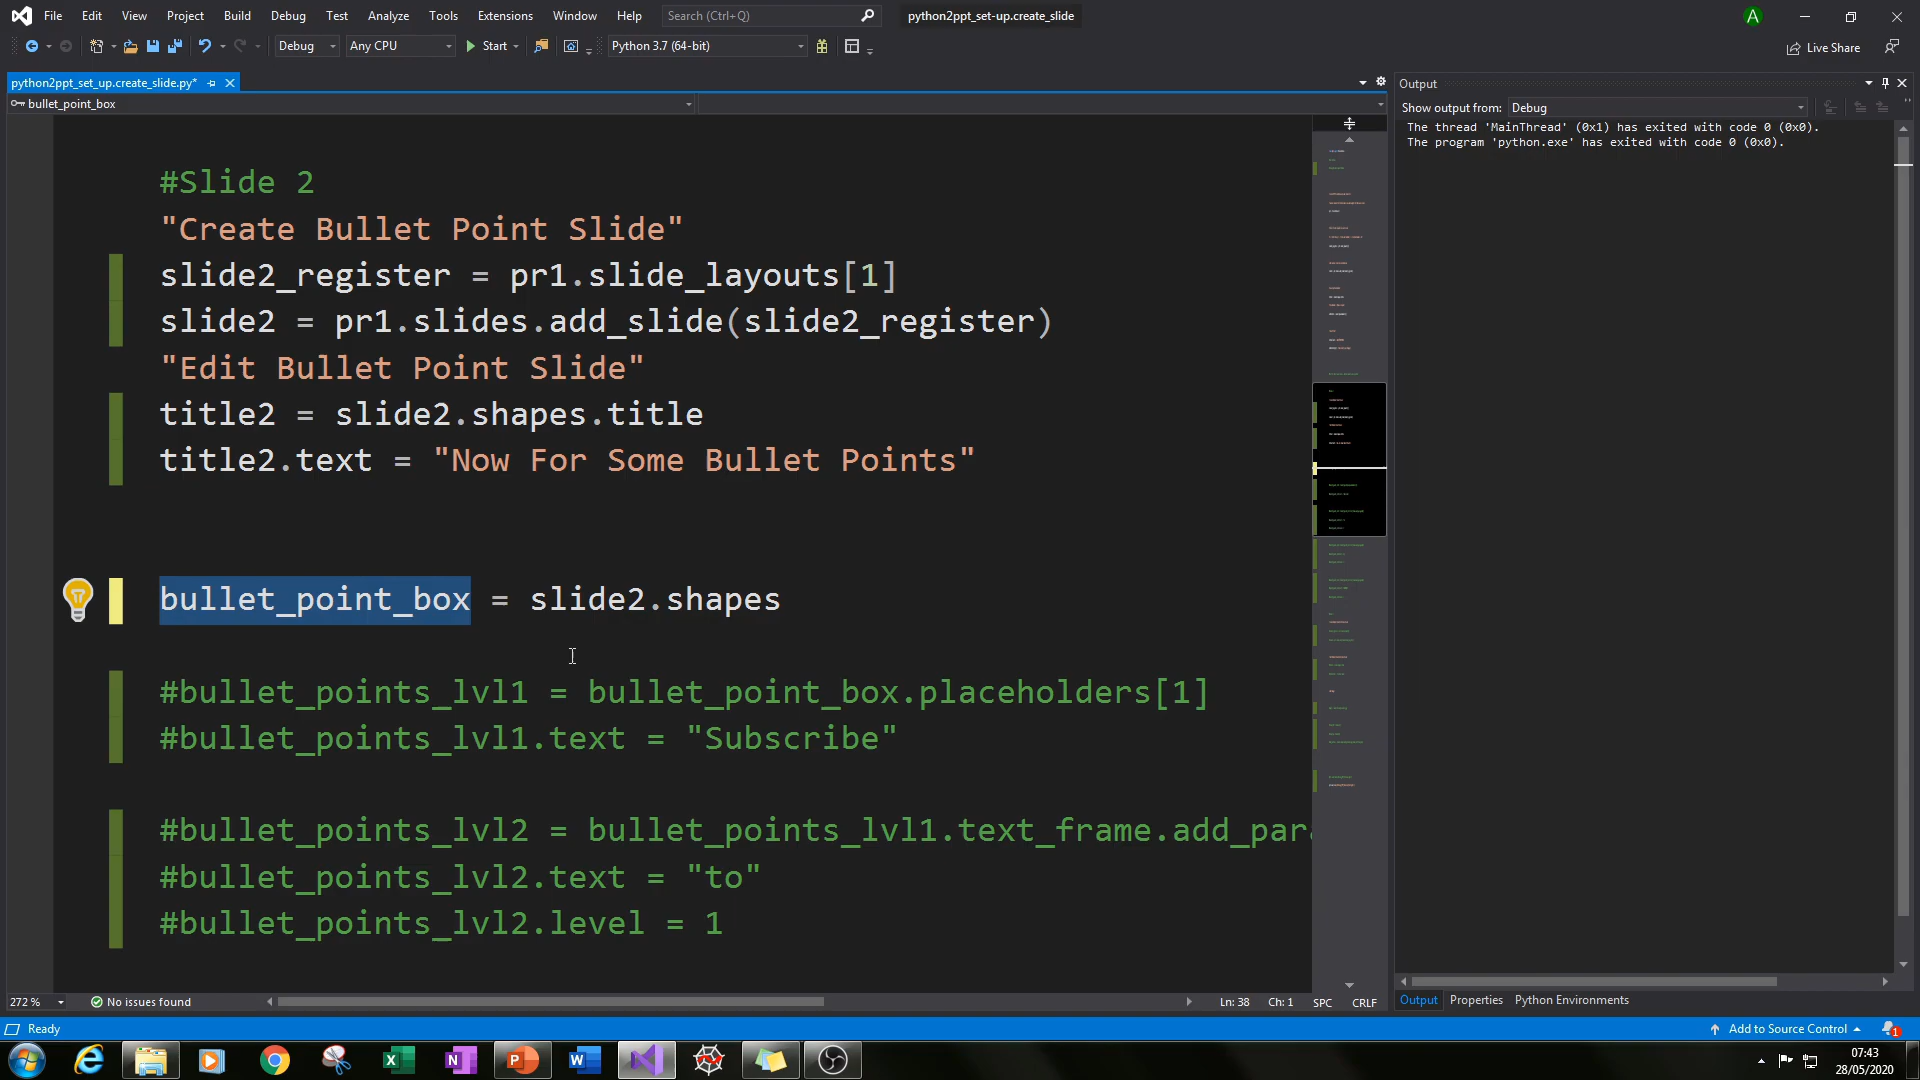 File Edit View Project Build Debug Test Analyze Tools Extensions Window Help Search (Ctrl+Q) python2ppt_set-up.create_slide A
Debug Any CPU Start Python 3.7 (64-bit) Live Share
python2ppt_set_up.create_slide.py*
bullet_point_box
#Slide 2
"Create Bullet Point Slide"
slide2_register = pr1.slide_layouts[1]
slide2 = pr1.slides.add_slide(slide2_register)
"Edit Bullet Point Slide"
title2 = slide2.shapes.title
title2.text = "Now For Some Bullet Points"
bullet_point_box = slide2.shapes
#bullet_points_lvl1 = bullet_point_box.placeholders[1]
#bullet_points_lvl1.text = "Subscribe"
#bullet_points_lvl2 = bullet_points_lvl1.text_frame.add_par
#bullet_points_lvl2.text = "to"
#bullet_points_lvl2.level = 1
272 % No issues found Ln: 38 Ch: 1 SPC CRLF
Output
Show output from: Debug
The thread 'MainThread' (0x1) has exited with code 0 (0x0).
The program 'python.exe' has exited with code 0 (0x0).
Output Properties Python Environments
Ready Add to Source Control 1
07:43
28/05/2020